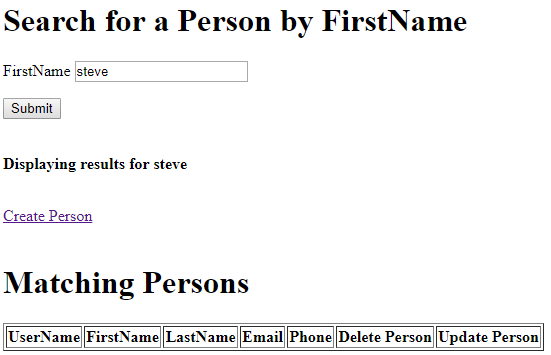 Search for a Person by FirstName
FirstName steve
Submit
Displaying results for steve
Create Person
Matching Persons
UserName FirstName LastName Email Phone Delete Person Update Person